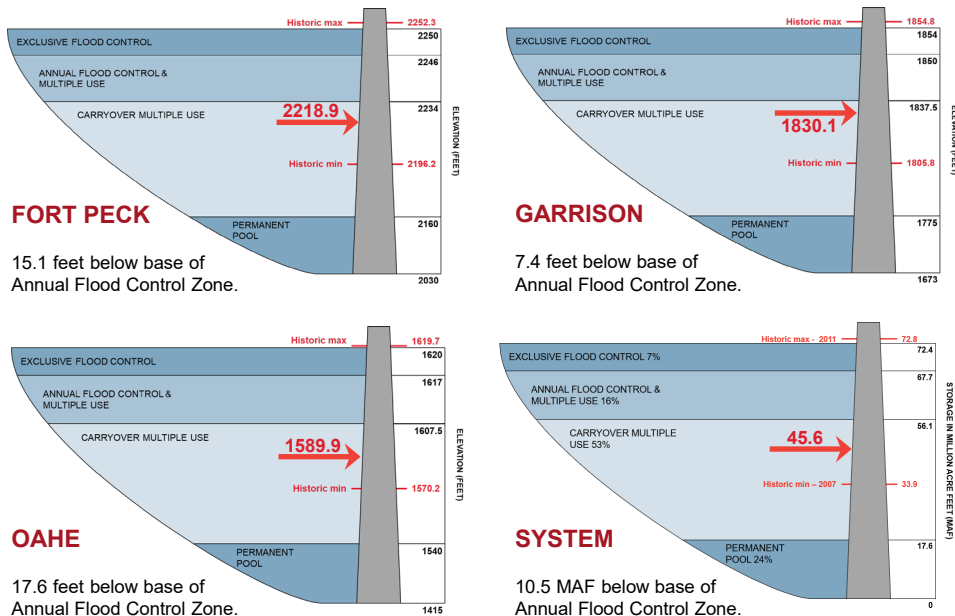 Historic max 2252.3
2250
EXCLUSIVE FLOOD CONTROL
2246
ANNUAL FLOOD CONTROL &
MULTIPLE USE
2234
CARRYOVER MULTIPLE USE
2218.9
ELEVATION (FEET)
Historic min 2196.2
FORT PECK
2160
PERMANENT
POOL
15.1 feet below base of
Annual Flood Control Zone.
2030
Historic max 1854.8
1854
EXCLUSIVE FLOOD CONTROL
1850
ANNUAL FLOOD CONTROL &
MULTIPLE USE
1837.5
CARRYOVER MULTIPLE USE
1830.1
ELEVATION (FEET)
Historic min 1805.8
GARRISON
1775
PERMANENT
POOL
7.4 feet below base of
Annual Flood Control Zone.
1673
Historic max 1619.7
1620
EXCLUSIVE FLOOD CONTROL
1617
ANNUAL FLOOD CONTROL &
MULTIPLE USE
1607.5
CARRYOVER MULTIPLE USE
1589.9
ELEVATION (FEET)
Historic min 1570.2
OAHE
1540
PERMANENT
POOL
17.6 feet below base of
Annual Flood Control Zone.
1415
Historic max - 2011 72.8
72.4
EXCLUSIVE FLOOD CONTROL 7%
67.7
ANNUAL FLOOD CONTROL &
MULTIPLE USE 16%
56.1
CARRYOVER MULTIPLE
USE 53%
45.6
STORAGE IN MILLION ACRE FEET (MAF)
Historic min – 2007 33.9
SYSTEM
17.6
PERMANENT
POOL 24%
10.5 MAF below base of
Annual Flood Control Zone.
0